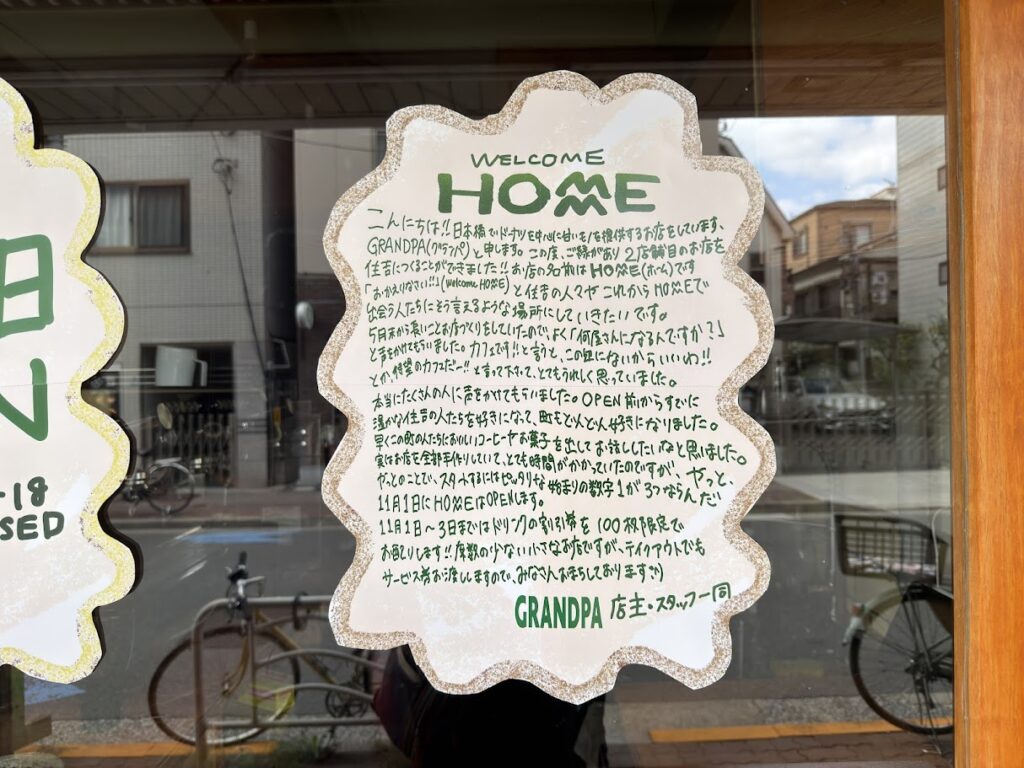 WELCOME
HOME
こんにちは!!日本橋でドーナツを中心に甘いモノを提供するお店をしています、
GRANDPA(グランパ)と申します。この度、ご縁があり2店舗目のお店を
住吉につくることができました!!お店の名前はHOME(ホーム)です
「おかえりなさい!!」(welcome HOME)と住吉の人々やこれからHOMEで
出会う人たちにそう言えるような場所にしていきたいです。
5月末から長いことお店づくりをしていたので、よく「何屋さんになるんですか?」
と声をかけてもらいました。カフェです!!と言うと、この辺にないからいいわ!!
とか、待望のカフェだー!!と言って下さって、とてもうれしく思っていました。
本当にたくさんの人に声をかけてもらいました。OPEN前からすでに
温かな住吉の人たちを好きになって、町もどんどん好きになりました。
早くこの町の人たちにおいしいコーヒーやお菓子を出してお話ししたいなと思いました。
実はお店を全部手作りしていて、とても時間がかかっていたのですが、やっと、
やっとのことで、スタートするにはピッタリな始まりの数字1が3つならんだ
11月1日にHOMEはOPENします。
11月1日〜3日まではドリンクの割引券を100枚限定で
お配りします!!席数の少ない小さなお店ですが、テイクアウトでも
サービス券お渡ししますので、みなさんお待ちしております:)
GRANDPA 店主・スタッフ一同
-18
SED